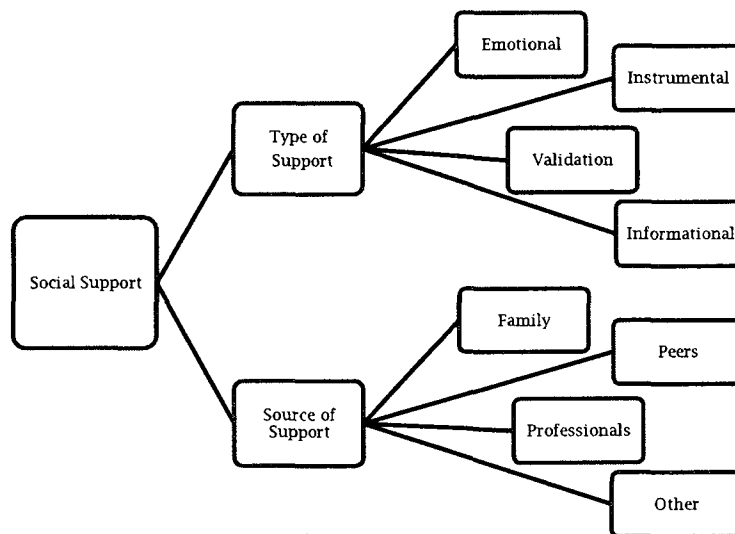 Emotional
Instrumental
Type of
Support
Validation
Informational
Social Support
Family
Peers
Source of
Support
Professionals
Other